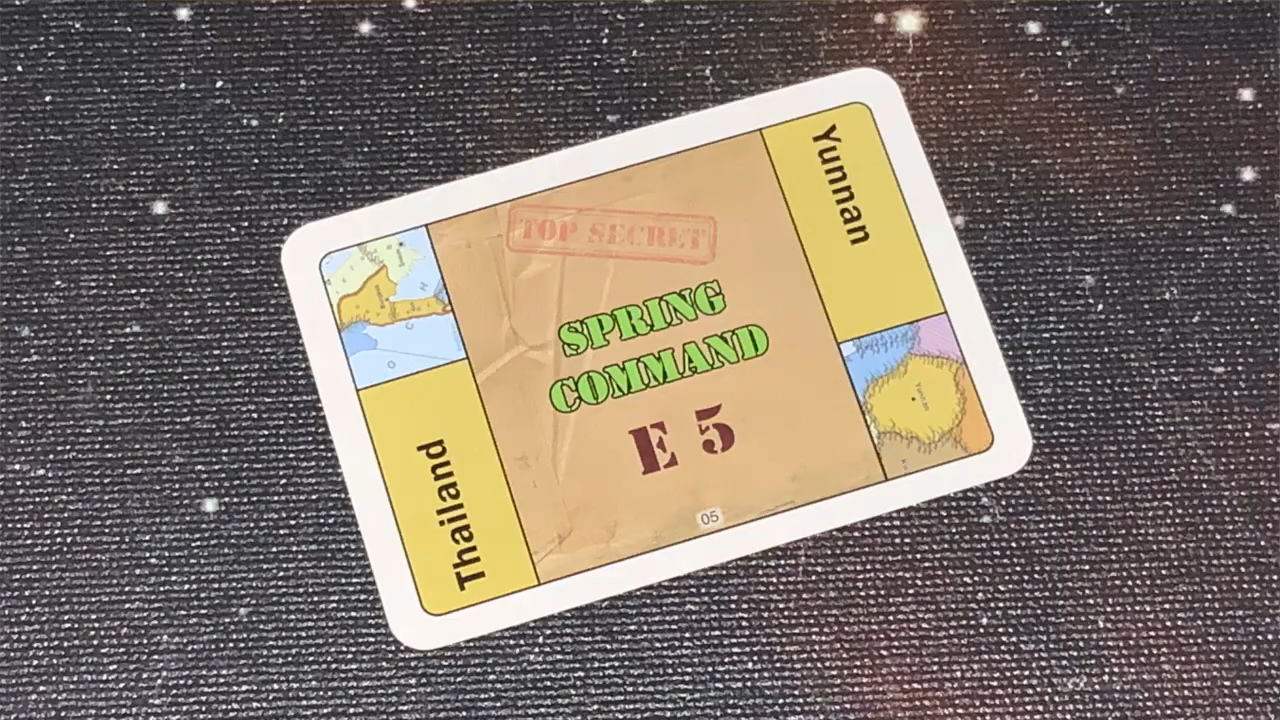 TOP SECRET
SPRING
COMMAND
E 5
05
Thailand
Yunnan